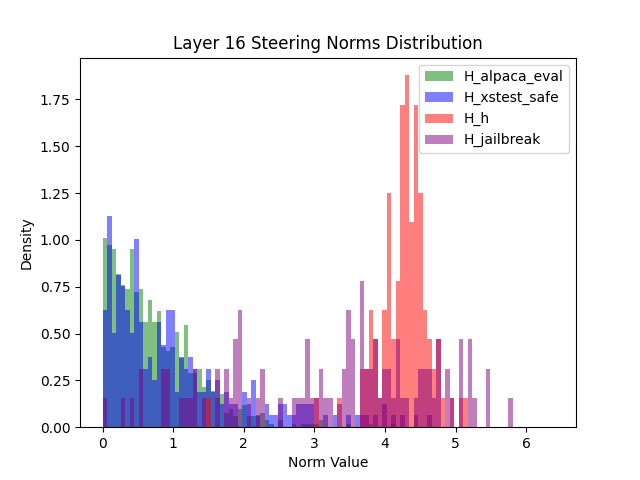 Layer 16 Steering Norms Distribution
H_alpaca_eval
H_xstest_safe
H_h
H_jailbreak
Density
1.75
1.50
1.25
1.00
0.75
0.50
0.25
0.00
0 1 2 3 4 5 6
Norm Value